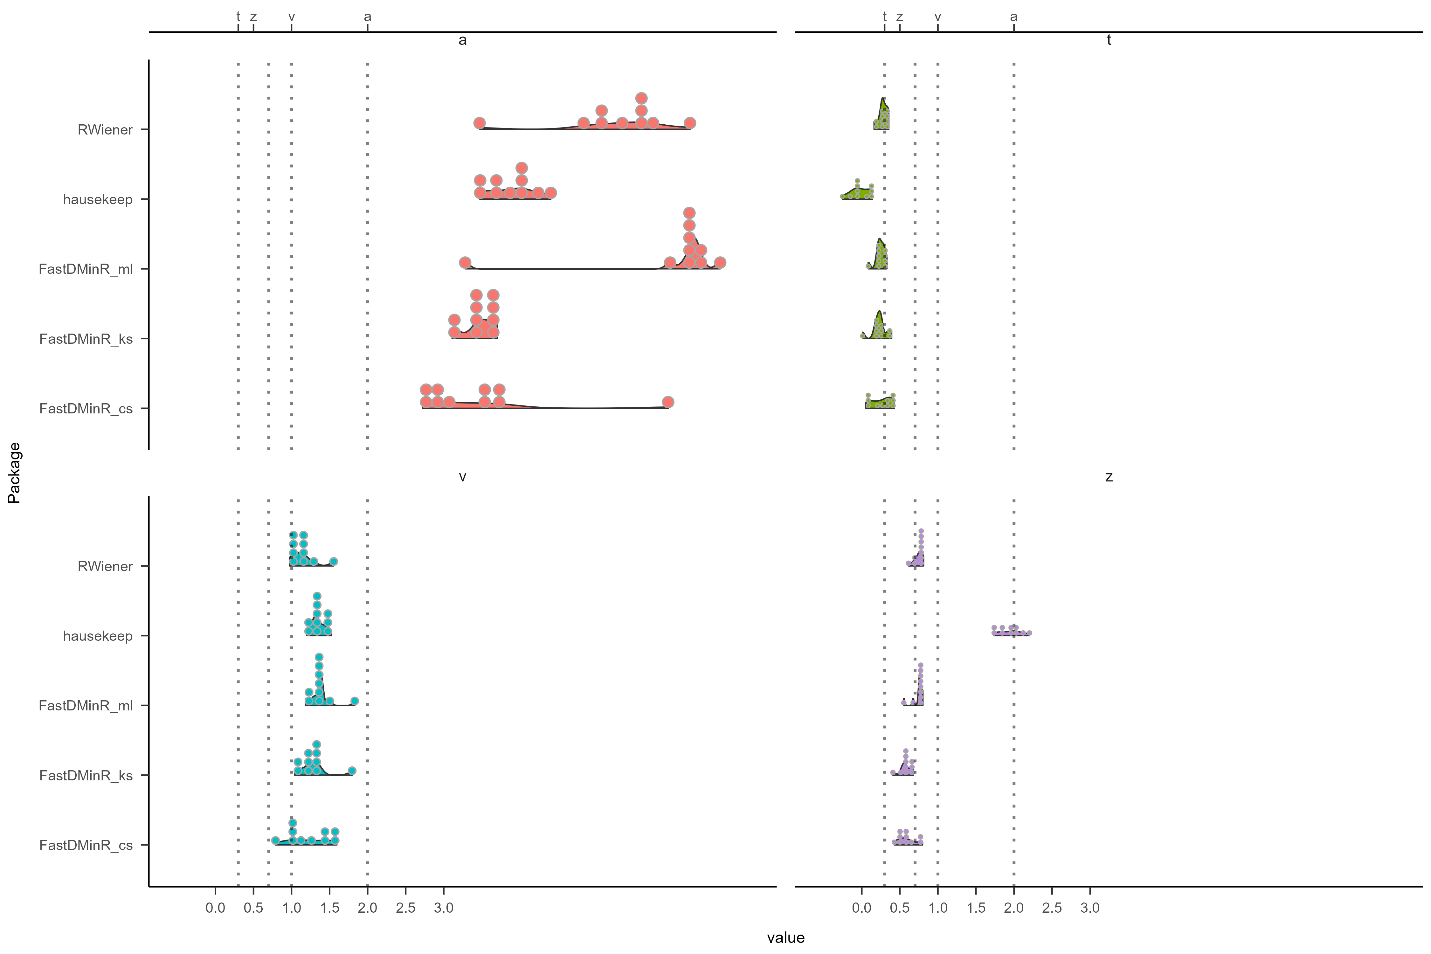 t z v a t z v a
a t
RWiener
hausekeep
FastDMinR_ml
FastDMinR_ks
FastDMinR_cs
Package
v z
RWiener
hausekeep
FastDMinR_ml
FastDMinR_ks
FastDMinR_cs
0.0 0.5 1.0 1.5 2.0 2.5 3.0 0.0 0.5 1.0 1.5 2.0 2.5 3.0
value